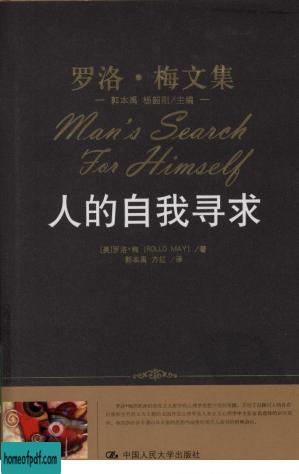 罗洛·梅文集
郭本禹 杨韶刚/主编
Man's Search
For Himself
人的自我寻求
[美]罗洛·梅 (ROLLO MAY) /著
郭本禹 方红 /译
中国人民大学出版社
homeofpdf.com